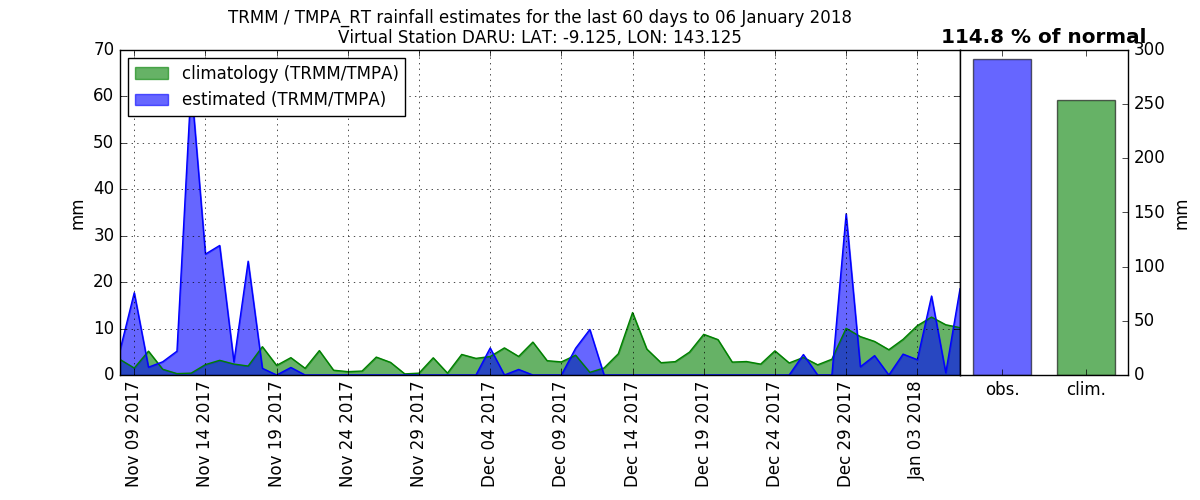 TRMM / TMPA_RT rainfall estimates for the last 60 days to 06 January 2018
Virtual Station DARU: LAT: -9.125, LON: 143.125
114.8 % of normal
climatology (TRMM/TMPA)
estimated (TRMM/TMPA)
70
60
50
40
30
20
10
0
mm
300
250
200
150
100
50
0
mm
Nov 09 2017
Nov 14 2017
Nov 19 2017
Nov 24 2017
Nov 29 2017
Dec 04 2017
Dec 09 2017
Dec 14 2017
Dec 19 2017
Dec 24 2017
Dec 29 2017
Jan 03 2018
obs.
clim.